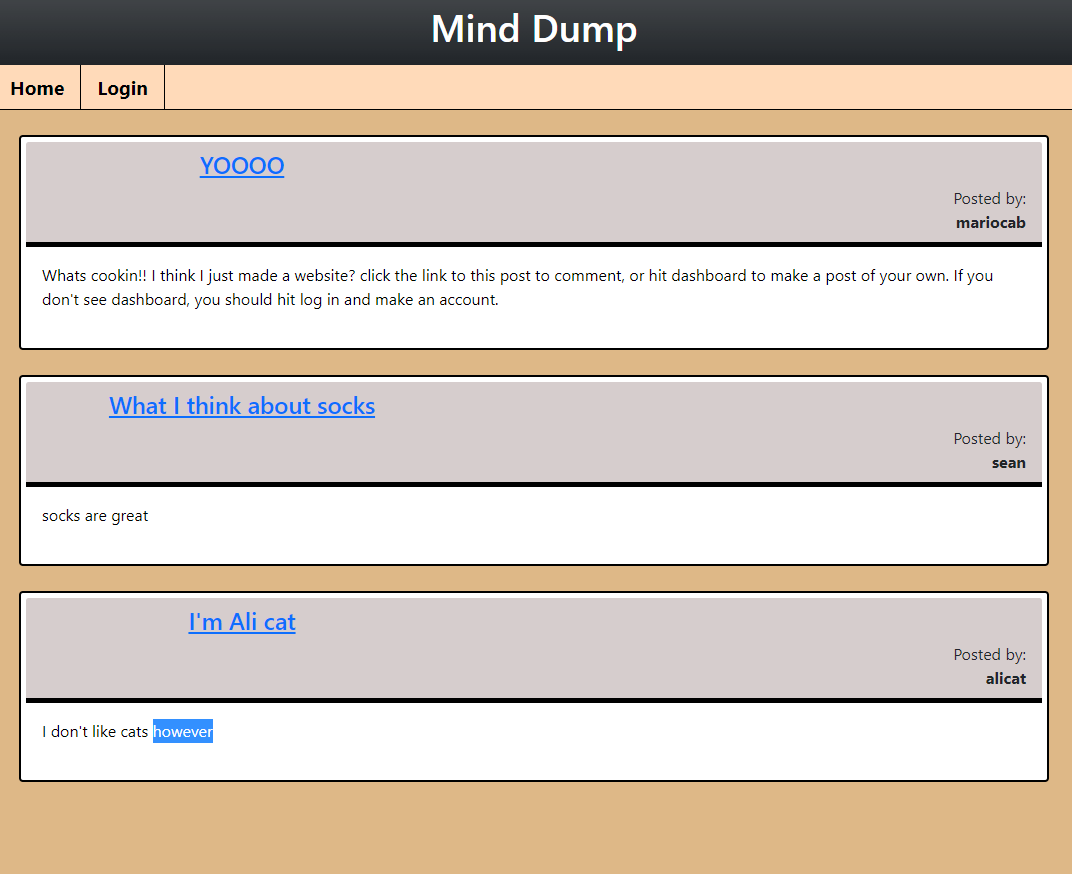 Mind Dump
Home Login
YOOOO
Posted by:
mariocab
Whats cookin!! I think I just made a website? click the link to this post to comment, or hit dashboard to make a post of your own. If you
don't see dashboard, you should hit log in and make an account.
What I think about socks
Posted by:
sean
socks are great
I'm Ali cat
Posted by:
alicat
I don't like cats however